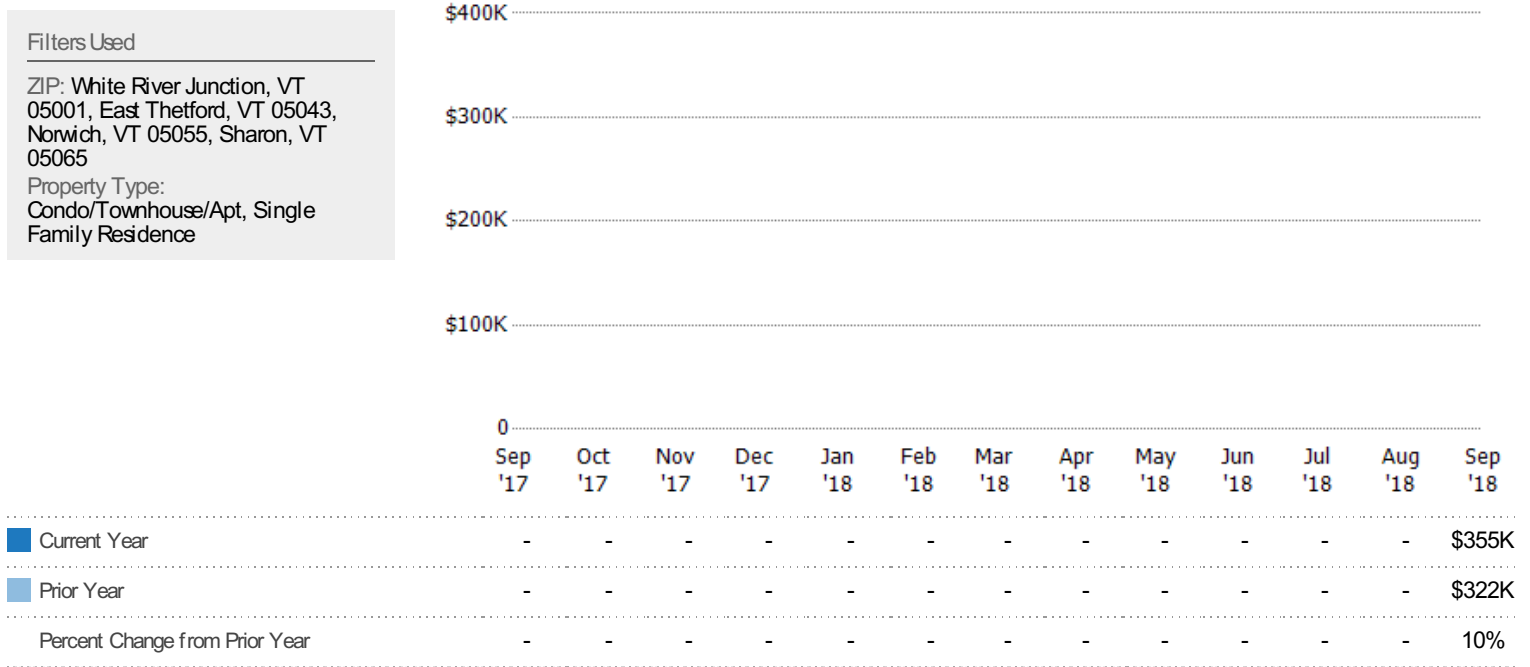 Filters Used
ZIP: White River Junction, VT
05001, East Thetford, VT 05043,
Norwich, VT 05055, Sharon, VT
05065
Property Type:
Condo/Townhouse/Apt, Single
Family Residence
$400K
$300K
$200K
$100K
0
Sep '17 Oct '17 Nov '17 Dec '17 Jan '18 Feb '18 Mar '18 Apr '18 May '18 Jun '18 Jul '18 Aug '18 Sep '18
Current Year - - - - - - - - - - - - $355K
Prior Year - - - - - - - - - - - - $322K
Percent Change from Prior Year - - - - - - - - - - - - 10%